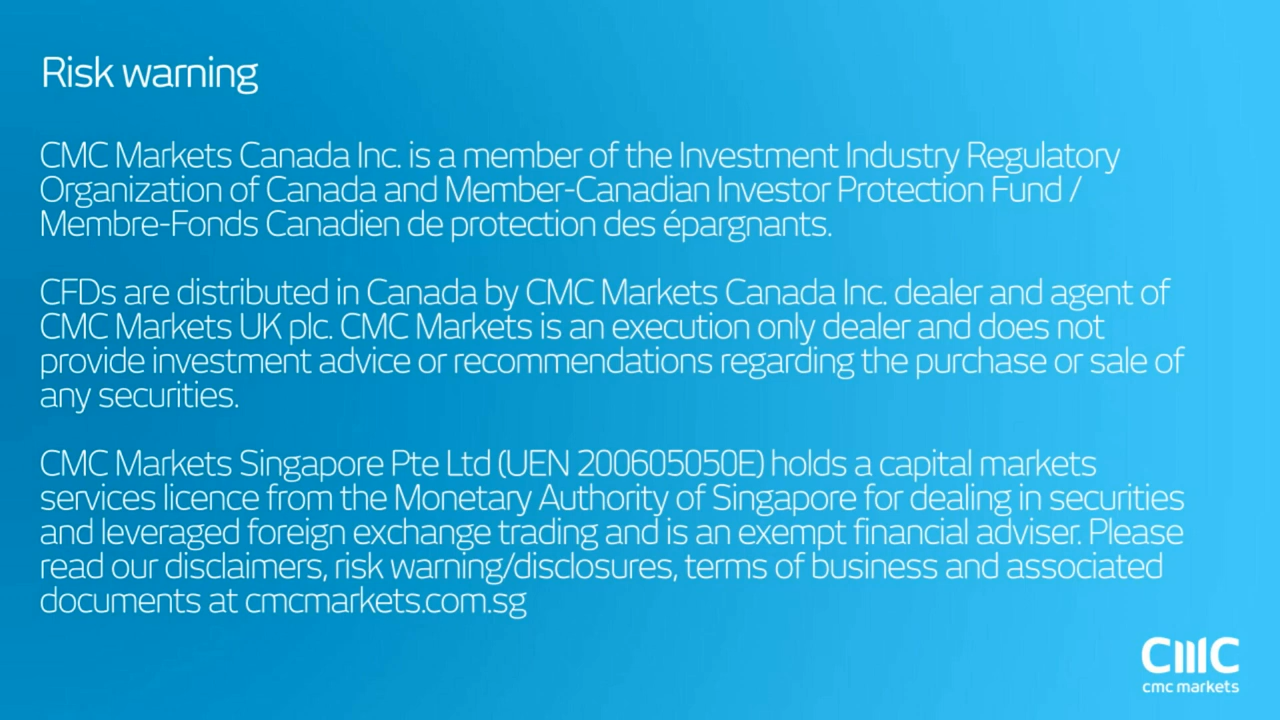 Risk warning
CMC Markets Canada Inc. is a member of the Investment Industry Regulatory
Organization of Canada and Member-Canadian Investor Protection Fund /
Membre-Fonds Canadien de protection des épargnants.
CFDs are distributed in Canada by CMC Markets Canada Inc. dealer and agent of
CMC Markets UK plc. CMC Markets is an execution only dealer and does not
provide investment advice or recommendations regarding the purchase or sale of
any securities.
CMC Markets Singapore Pte Ltd (UEN 200605050E) holds a capital markets
services licence from the Monetary Authority of Singapore for dealing in securities
and leveraged foreign exchange trading and is an exempt financial adviser. Please
read our disclaimers, risk warning/disclosures, terms of business and associated
documents at cmcmarkets.com.sg
CMC
cmc markets